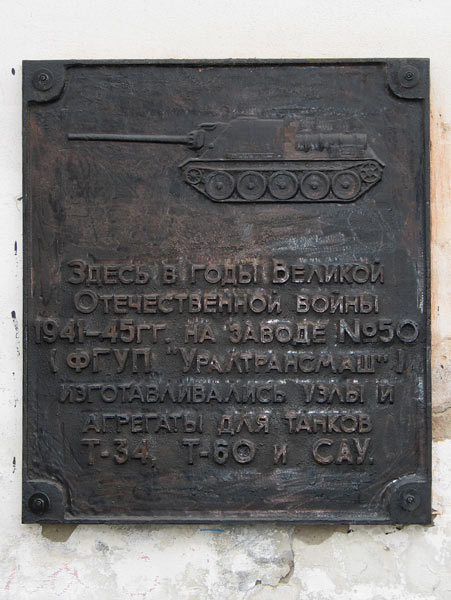 Здесь в годы Великой
Отечественной войны
1941–45гг. на заводе №50
(ФГУП "Уралтрансмаш")
изготавливались узлы и
агрегаты для танков
Т-34, Т-60 и САУ.